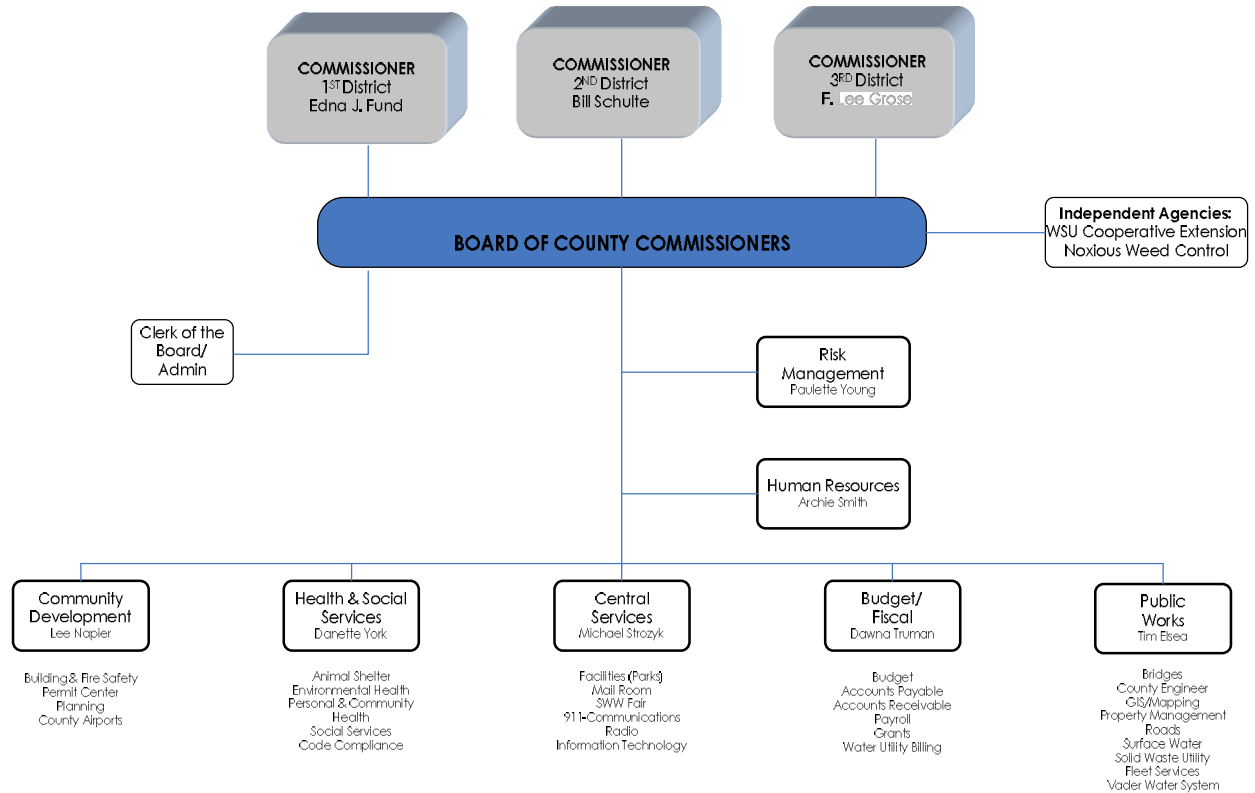 COMMISSIONER
1ST District
Edna J. Fund
COMMISSIONER
2ND District
Bill Schulte
COMMISSIONER
3RD District
F. Lee Grose
BOARD OF COUNTY COMMISSIONERS
Independent Agencies:
WSU Cooperative Extension
Noxious Weed Control
Clerk of the
Board/
Admin
Risk
Management
Paulette Young
Human Resources
Archie Smith
Community
Development
Lee Napier
Building & Fire Safety
Permit Center
Planning
County Airports
Health & Social
Services
Danette York
Animal Shelter
Environmental Health
Personal & Community
Health
Social Services
Code Compliance
Central
Services
Michael Strozyk
Facilities (Parks)
Mail Room
SWW Fair
911-Communications
Radio
Information Technology
Budget/
Fiscal
Dawna Truman
Budget
Accounts Payable
Accounts Receivable
Payroll
Grants
Water Utility Billing
Public
Works
Tim Elsea
Bridges
County Engineer
GIS/Mapping
Property Management
Roads
Surface Water
Solid Waste Utility
Fleet Services
Vader Water System